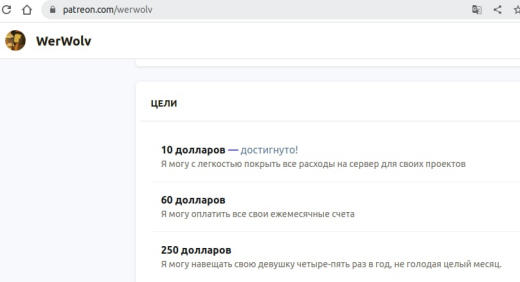 patreon.com/werwolv
WerWolv
ЦЕЛИ
10 долларов — достигнуто!
Я могу с легкостью покрыть все расходы на сервер для своих проектов
60 долларов
Я могу оплатить все свои ежемесячные счета
250 долларов
Я могу навещать свою девушку четыре-пять раз в год, не голодая целый месяц.